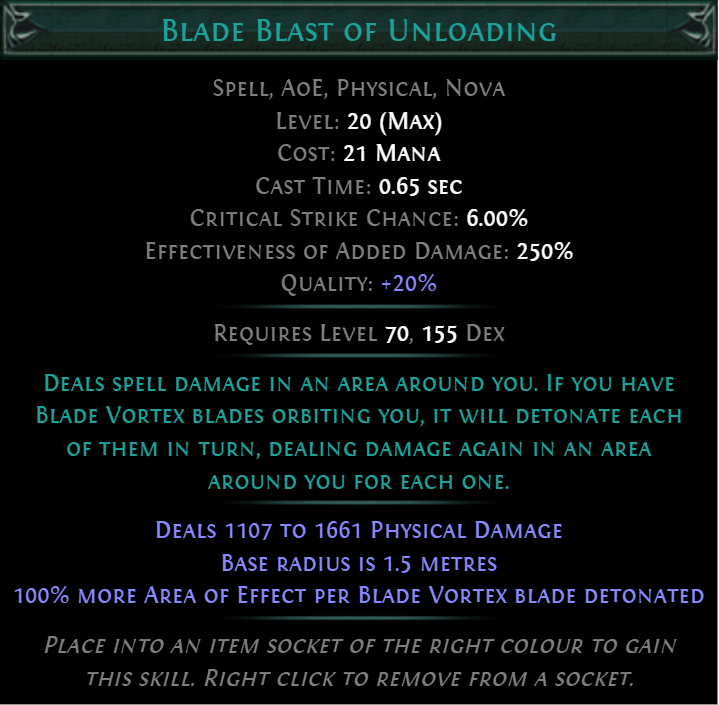 Blade Blast of Unloading
Spell, AoE, Physical, Nova
Level: 20 (Max)
Cost: 21 Mana
Cast Time: 0.65 sec
Critical Strike Chance: 6.00%
Effectiveness of Added Damage: 250%
Quality: +20%
Requires Level 70, 155 Dex
Deals spell damage in an area around you. If you have
Blade Vortex blades orbiting you, it will detonate each
of them in turn, dealing damage again in an area
around you for each one.
Deals 1107 to 1661 Physical Damage
Base radius is 1.5 metres
100% more Area of Effect per Blade Vortex blade detonated
Place into an item socket of the right colour to gain
this skill. Right click to remove from a socket.